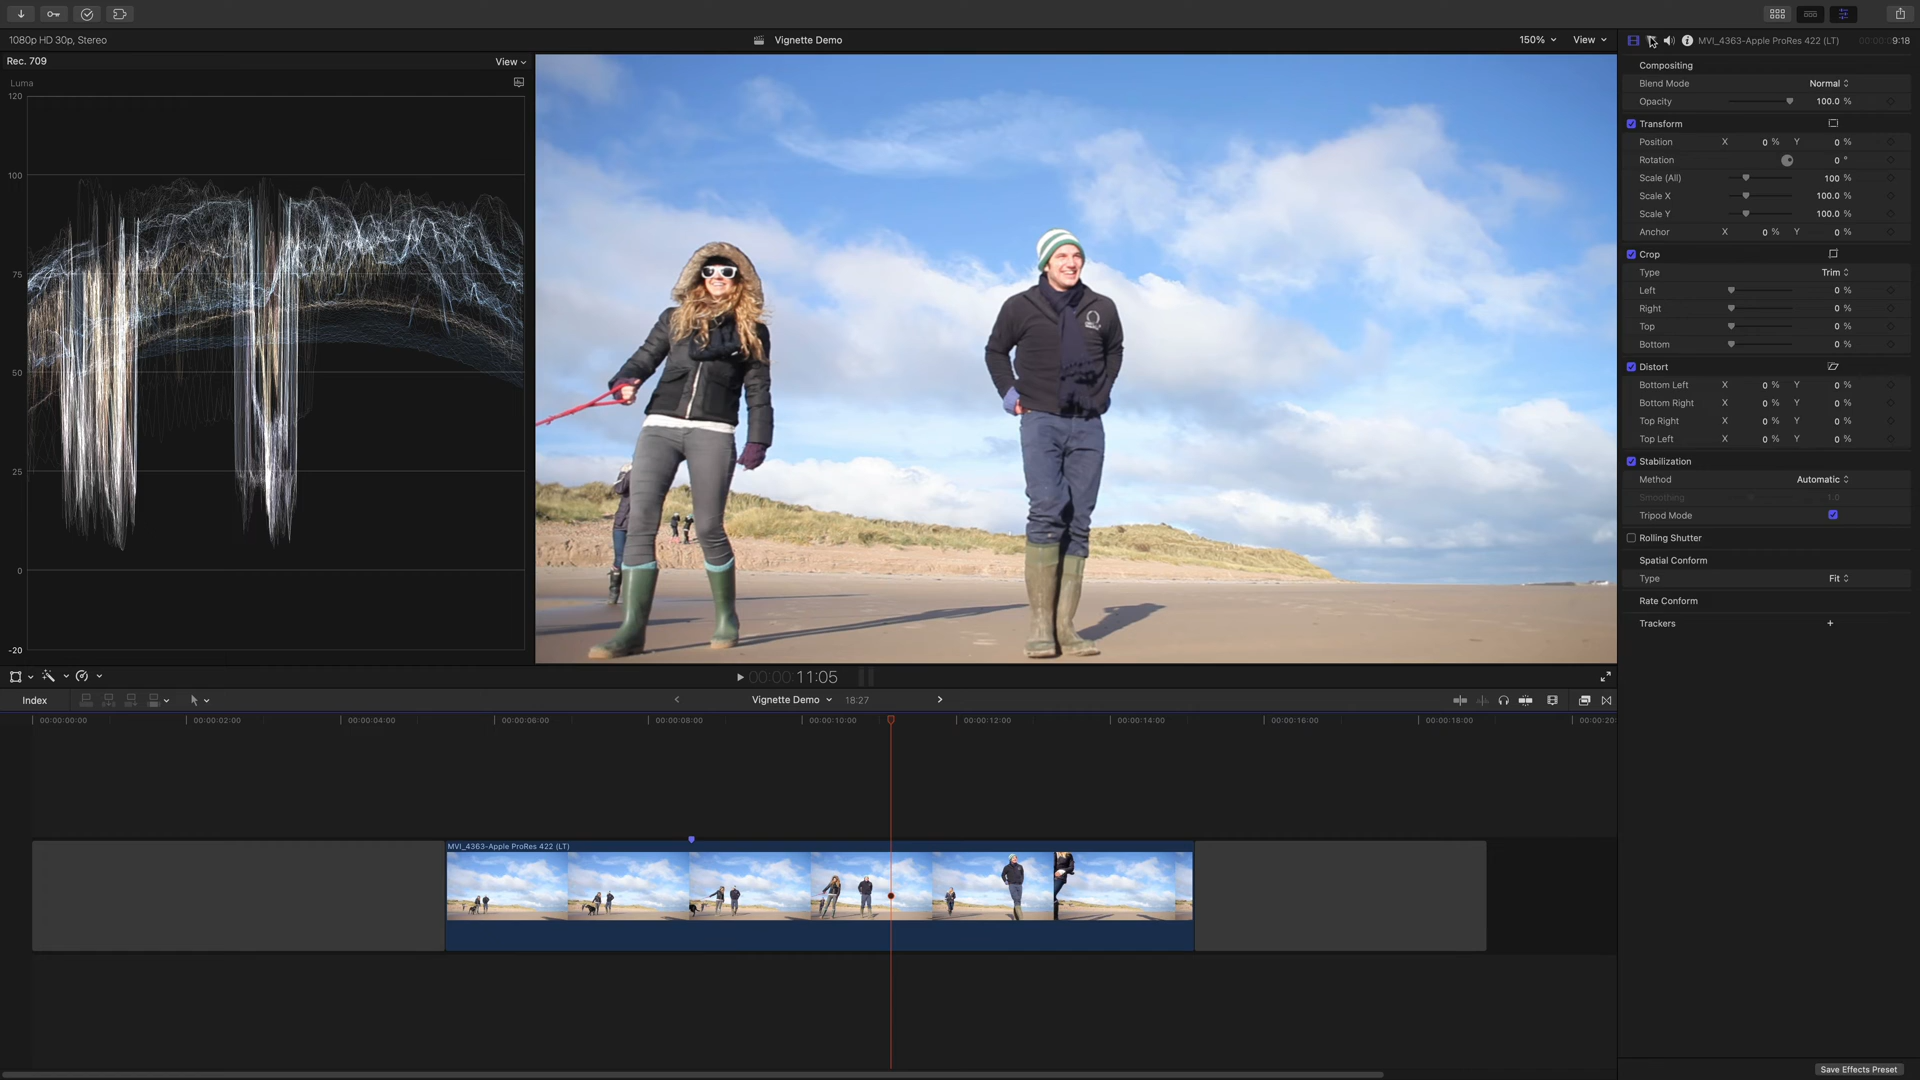 1080p HD 30p, Stereo
Vignette Demo
150%
View
MVI_4363-Apple ProRes 422 (LT)
00:00:09:18
Rec. 709
View
Luma
120
100
75
50
25
0
-20
Compositing
Blend Mode Normal
Opacity 100.0 %
Transform
Position X 0 % Y 0 %
Rotation 0 °
Scale (All) 100 %
Scale X 100.0 %
Scale Y 100.0 %
Anchor X 0 % Y 0 %
Crop
Type Trim
Left 0 %
Right 0 %
Top 0 %
Bottom 0 %
Distort
Bottom Left X 0 % Y 0 %
Bottom Right X 0 % Y 0 %
Top Right X 0 % Y 0 %
Top Left X 0 % Y 0 %
Stabilization
Method Automatic
Smoothing 1.0
Tripod Mode
Rolling Shutter
Spatial Conform
Type Fit
Rate Conform
Trackers +
00:00:11:05
Index
Vignette Demo
18:27
00:00:00:00
00:00:02:00
00:00:04:00
00:00:06:00
00:00:08:00
00:00:10:00
00:00:12:00
00:00:14:00
00:00:16:00
00:00:18:00
00:00:20:
MVI_4363-Apple ProRes 422 (LT)
Save Effects Preset